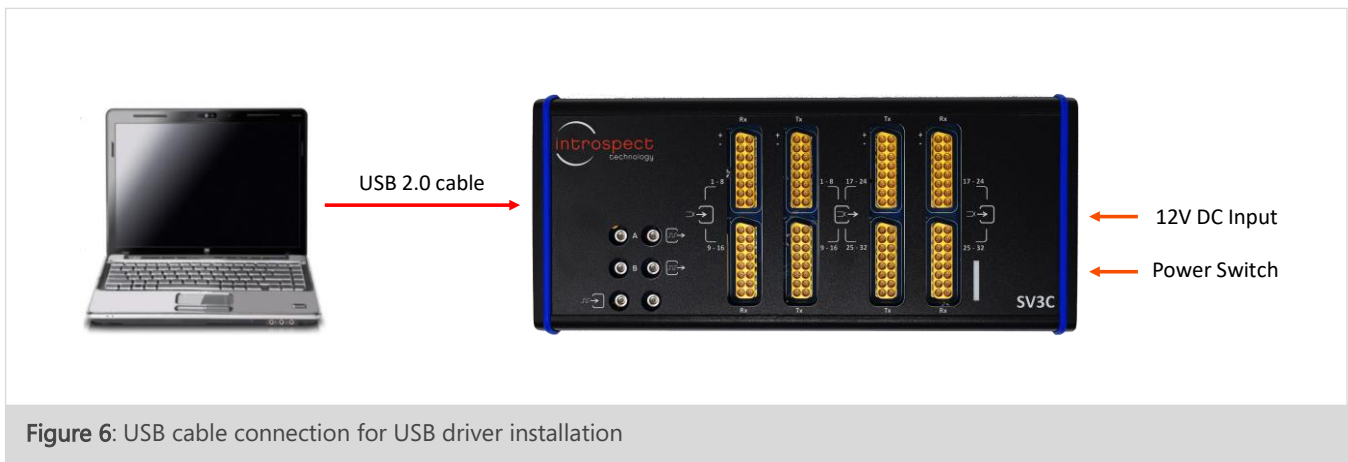 Rx Tx Tx Rx
introspect
technology
+ + + +
- - - -
1 - 8 1 - 8 17 - 24 17 - 24
USB 2.0 cable
12V DC Input
A
9 - 16 9 - 16 25 - 32 25 - 32
B
Power Switch
SV3C
Rx Tx Tx Rx
Figure 6: USB cable connection for USB driver installation